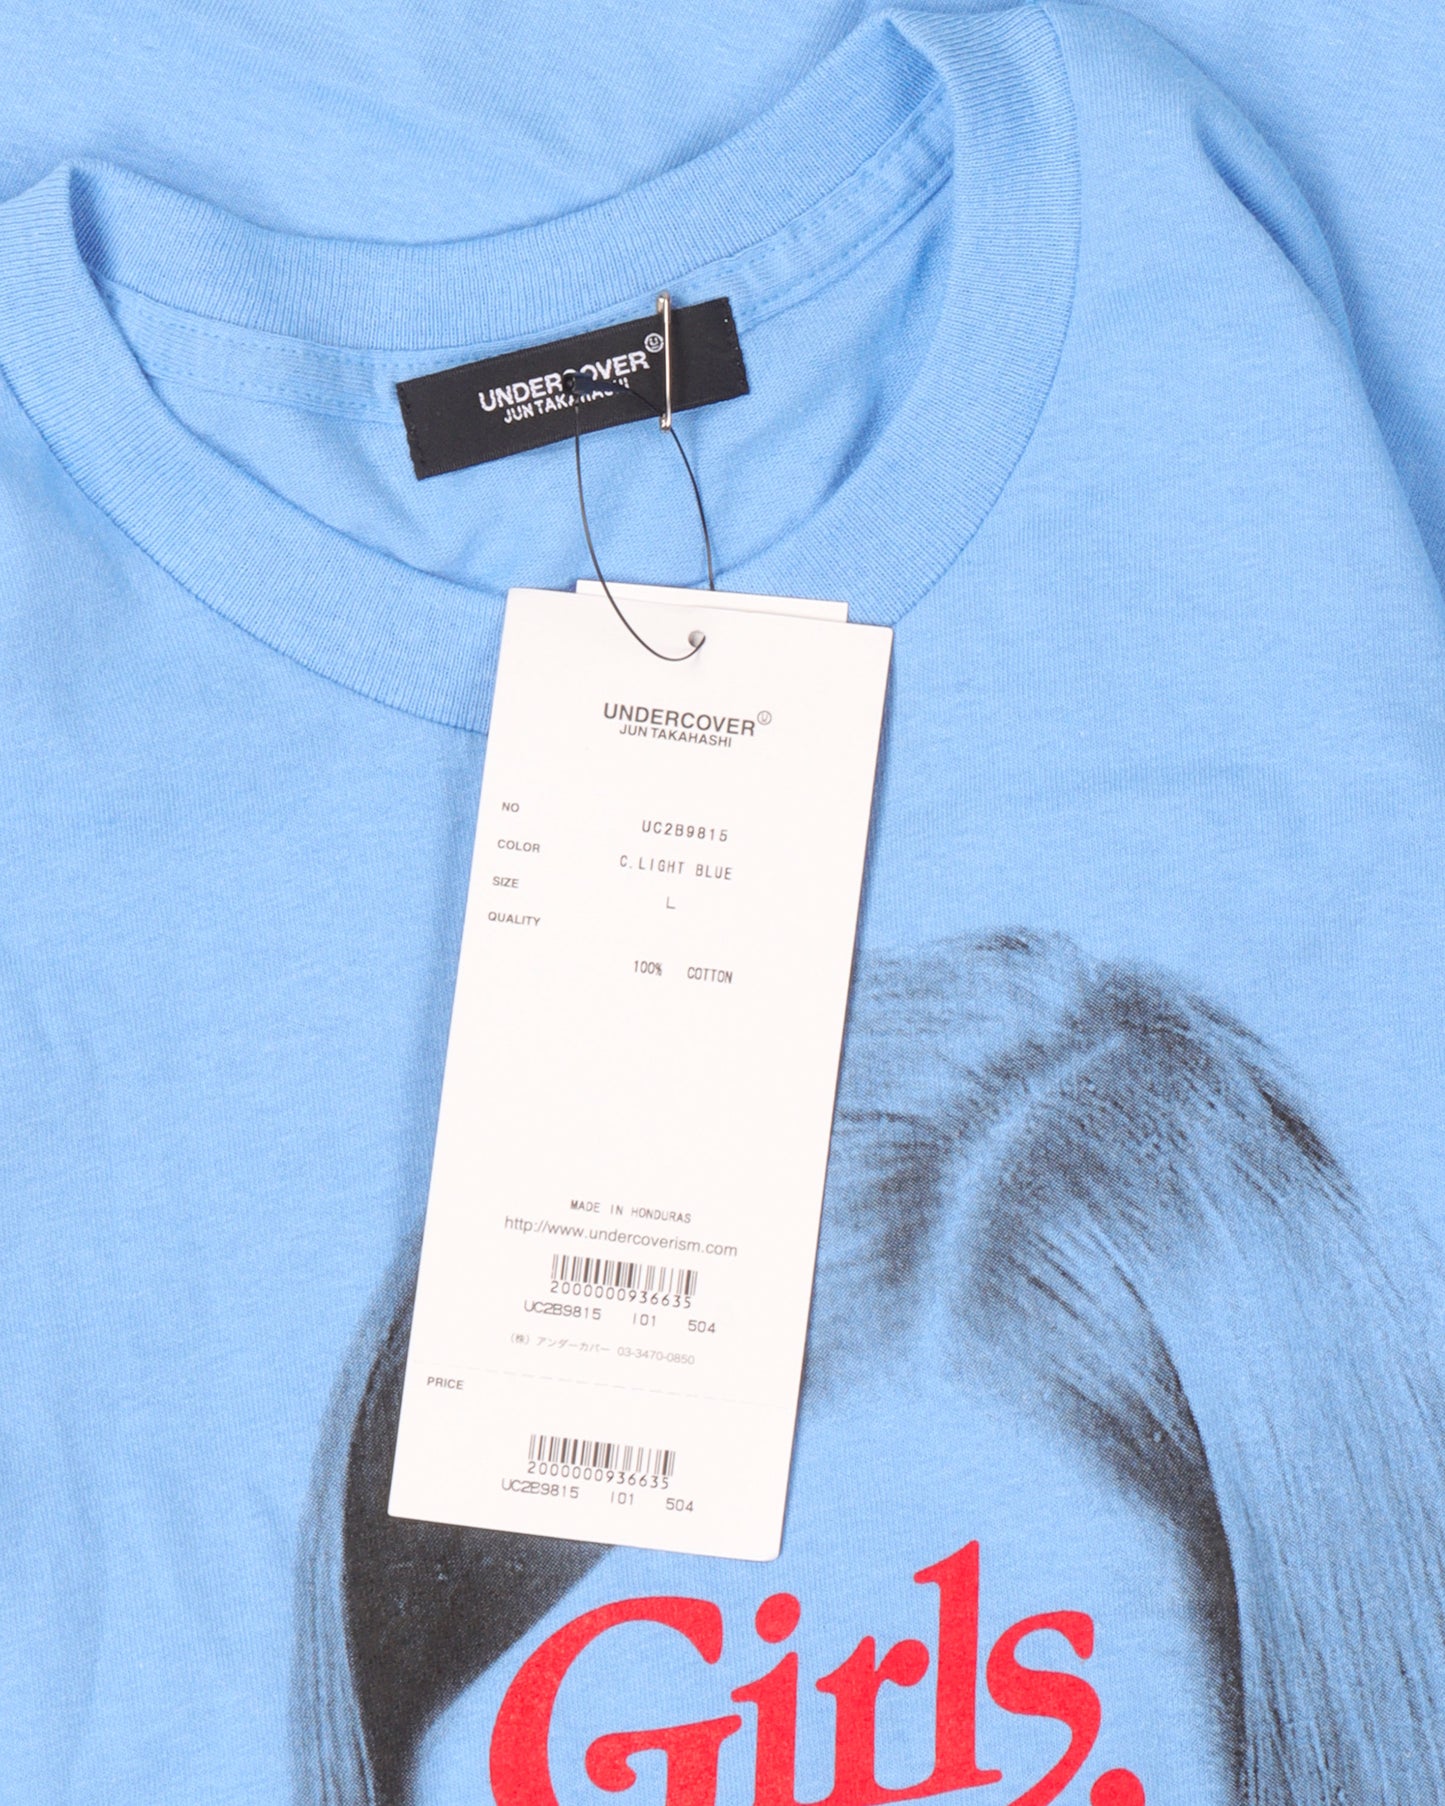 UNDERCOVER
JUN TAKAHASHI
UNDERCOVER
JUN TAKAHASHI
NO UC2B9815
COLOR C.LIGHT BLUE
SIZE L
QUALITY
100% COTTON
MADE IN HONDURAS
http://www.undercoverism.com
2000000936635
UC2B9815 101 504
(株) アンダーカバー 03-3470-0850
PRICE
2000000936635
UC2B9815 101 504
Girls.